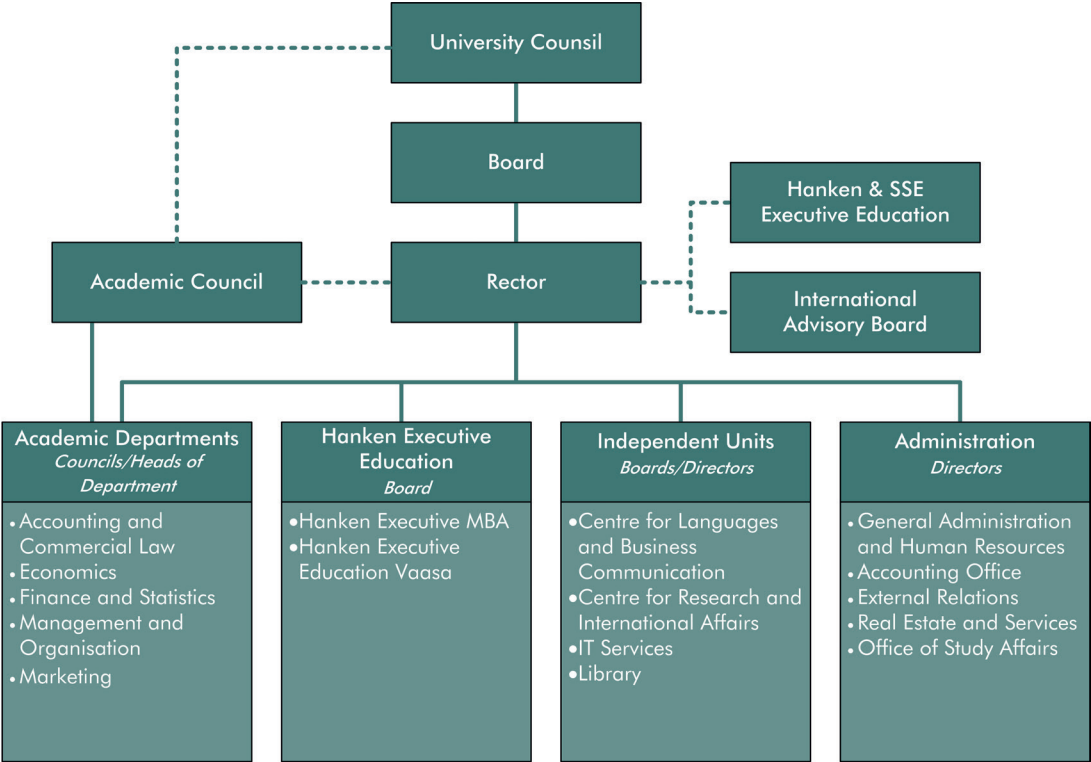 University Counsil
Board
Hanken & SSE
Executive Education
Academic Council
Rector
International
Advisory Board
Academic Departments
Councils/Heads of
Department
• Accounting and
Commercial Law
• Economics
• Finance and Statistics
• Management and
Organisation
• Marketing
Hanken Executive
Education
Board
•Hanken Executive MBA
•Hanken Executive
Education Vaasa
Independent Units
Boards/Directors
•Centre for Languages
and Business
Communication
•Centre for Research and
International Affairs
•IT Services
•Library
Administration
Directors
• General Administration
and Human Resources
• Accounting Office
• External Relations
• Real Estate and Services
• Office of Study Affairs